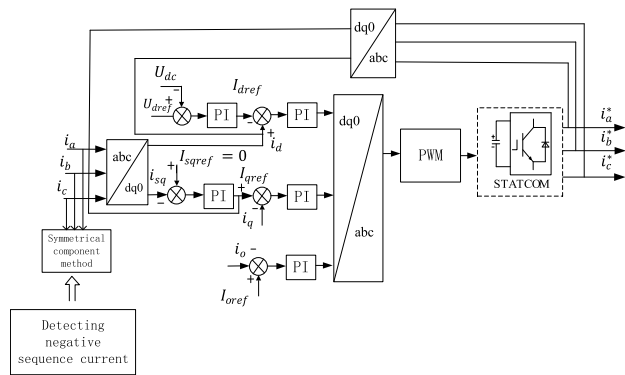 dq0
abc
U_dc
-
+
U_dref
PI
I_dref
-
+
i_d
PI
i_a
i_b
i_c
abc
dq0
i_sq
-
+
I_sqref = 0
PI
I_qref
+
-
i_q
PI
i_o
-
+
I_oref
PI
dq0
abc
PWM
+
STATCOM
i_a^*
i_b^*
i_c^*
Symmetrical
component
method
Detecting
negative
sequence current